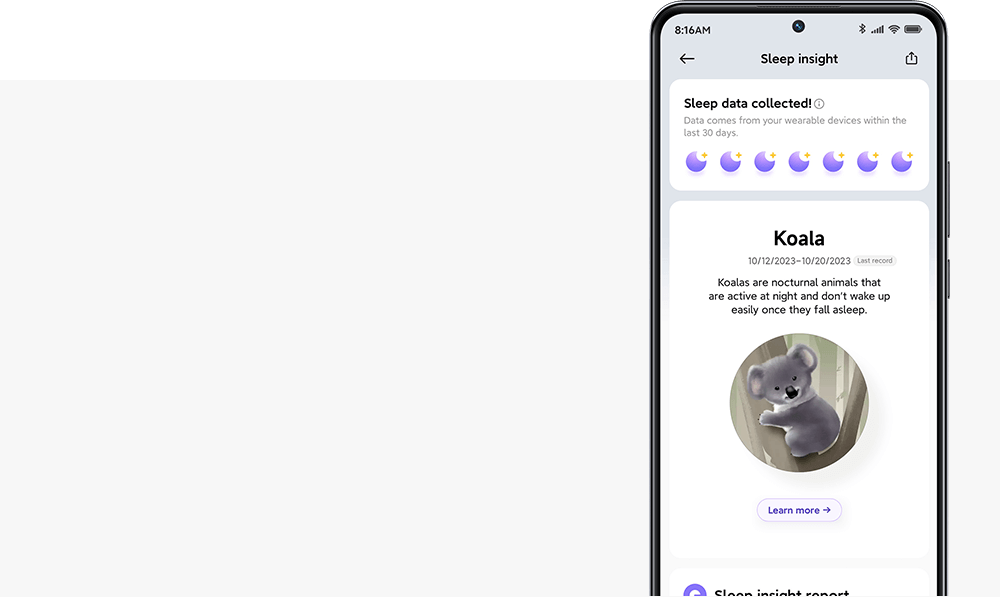 8:16AM
Sleep insight
Sleep data collected!
Data comes from your wearable devices within the
last 30 days.
Koala
10/12/2023–10/20/2023 Last record
Koalas are nocturnal animals that
are active at night and don't wake up
easily once they fall asleep.
Learn more →
Sleep insight report